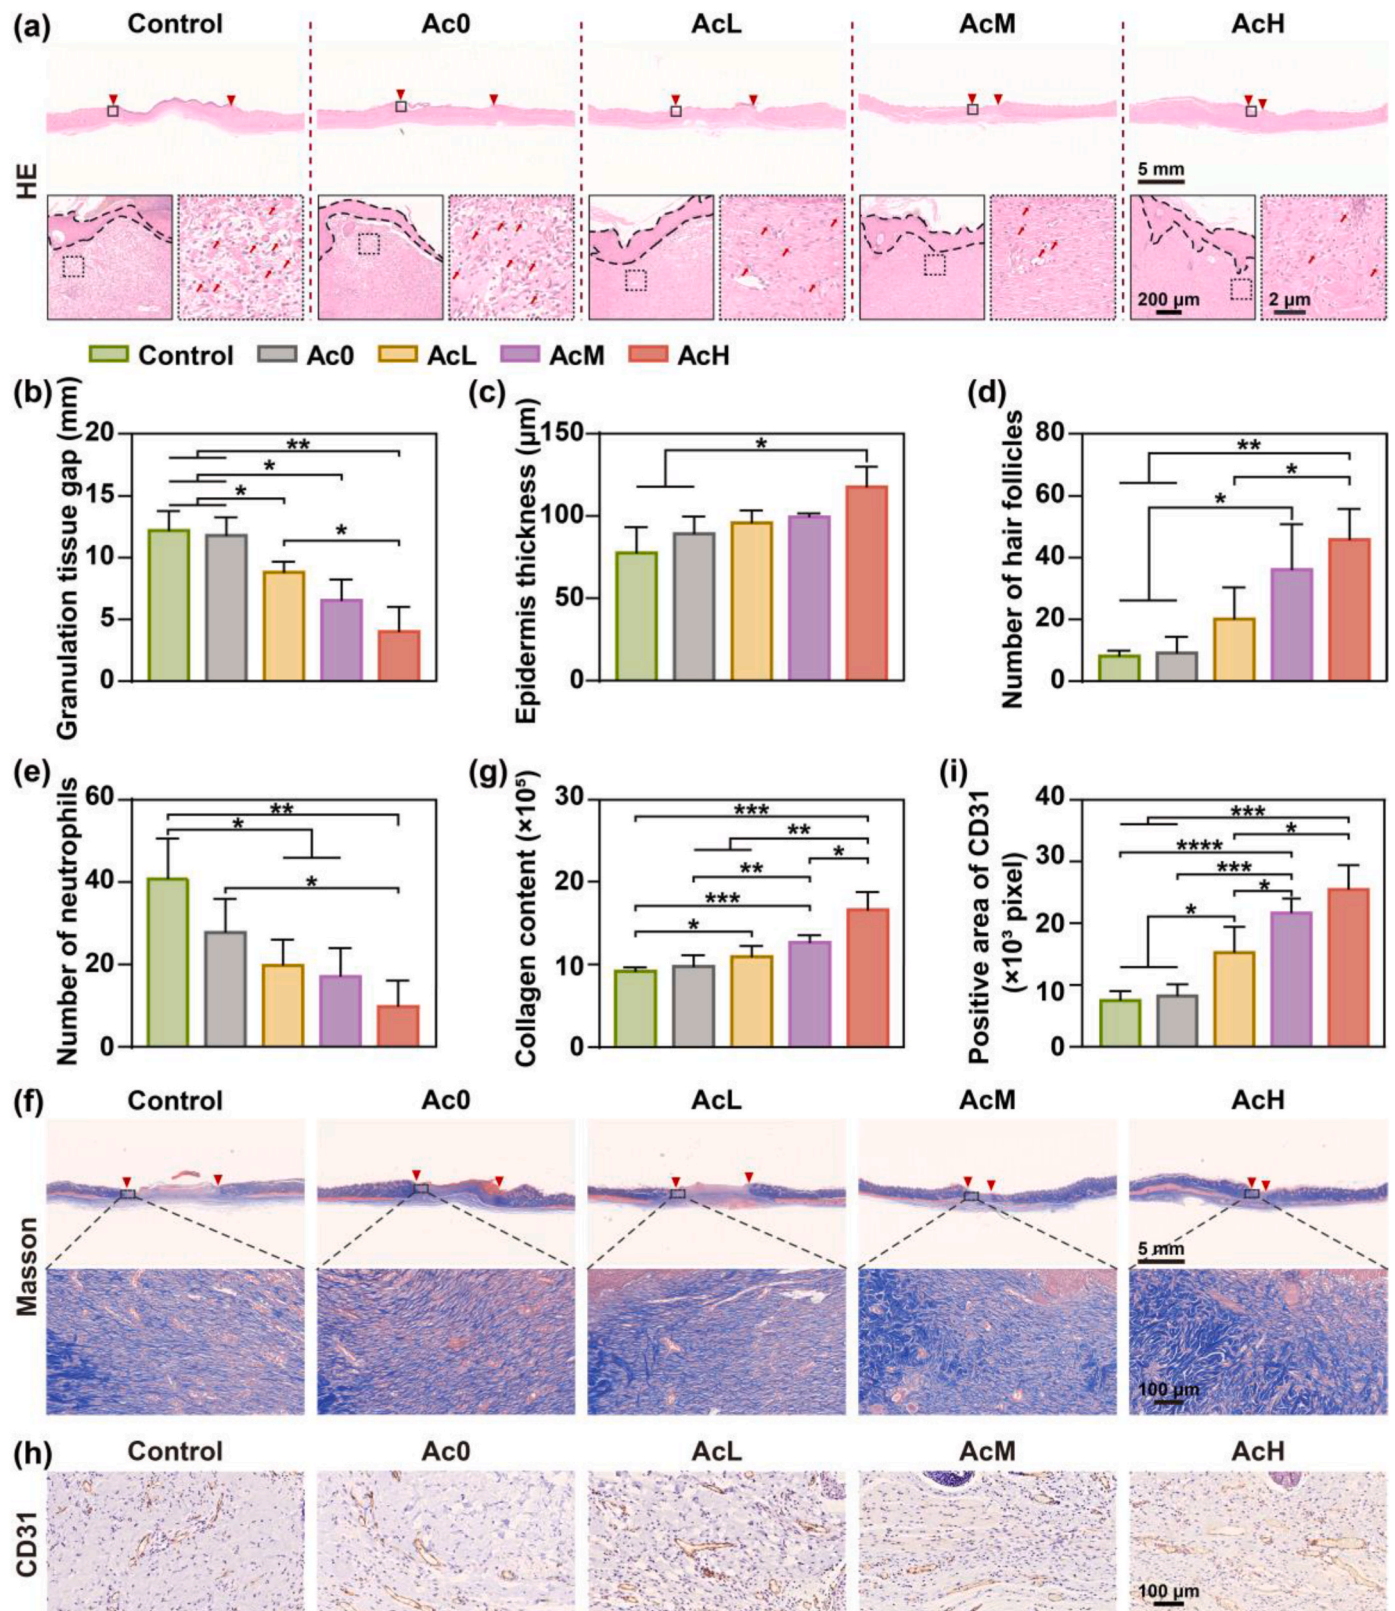 (a) Control Ac0 AcL AcM AcH
HE
5 mm
200 µm 2 µm
Control Ac0 AcL AcM AcH
(b)
Granulation tissue gap (mm)
20
15
10
5
0
**
*
*
*
(c)
Epidermis thickness (µm)
150
100
50
0
*
(d)
Number of hair follicles
80
60
40
20
0
**
*
*
(e)
Number of neutrophils
60
40
20
0
**
*
*
(g)
Collagen content (×10⁵)
30
20
10
0
***
**
*
**
***
*
(i)
Positive area of CD31
(×10³ pixel)
40
30
20
10
0
***
*
****
***
*
*
(f) Control Ac0 AcL AcM AcH
Masson
5 mm
100 µm
(h) Control Ac0 AcL AcM AcH
CD31
100 µm